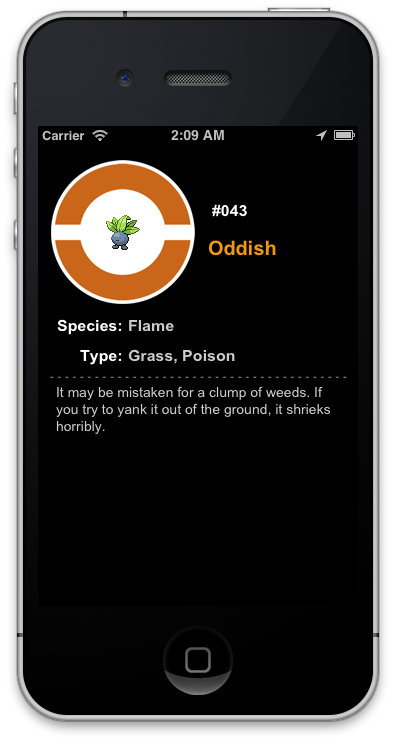 Carrier 2:09 AM
#043
Oddish
Species: Flame
Type: Grass, Poison
It may be mistaken for a clump of weeds. If
you try to yank it out of the ground, it shrieks
horribly.